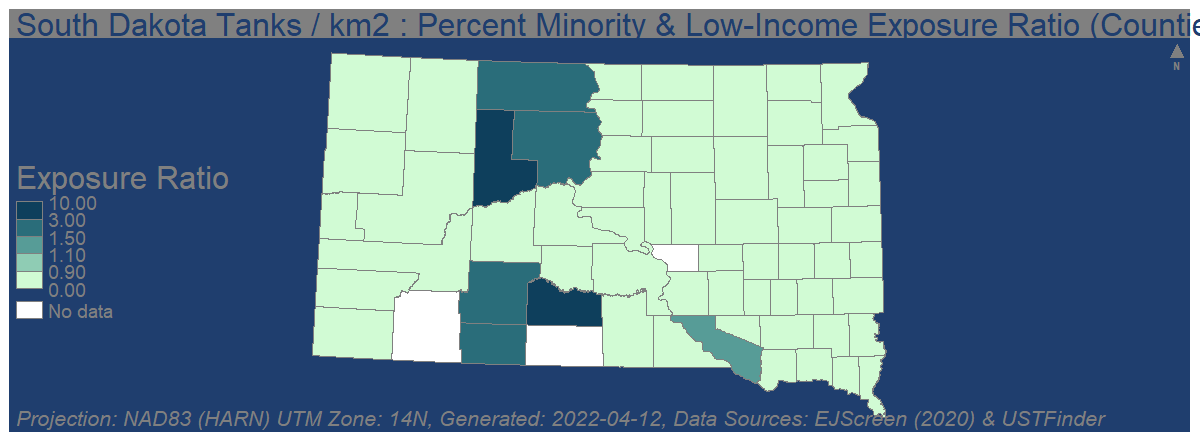 South Dakota Tanks / km2 : Percent Minority & Low-Income Exposure Ratio (Countie
N
Exposure Ratio
10.00
3.00
1.50
1.10
0.90
0.00
No data
Projection: NAD83 (HARN) UTM Zone: 14N, Generated: 2022-04-12, Data Sources: EJScreen (2020) & USTFinder